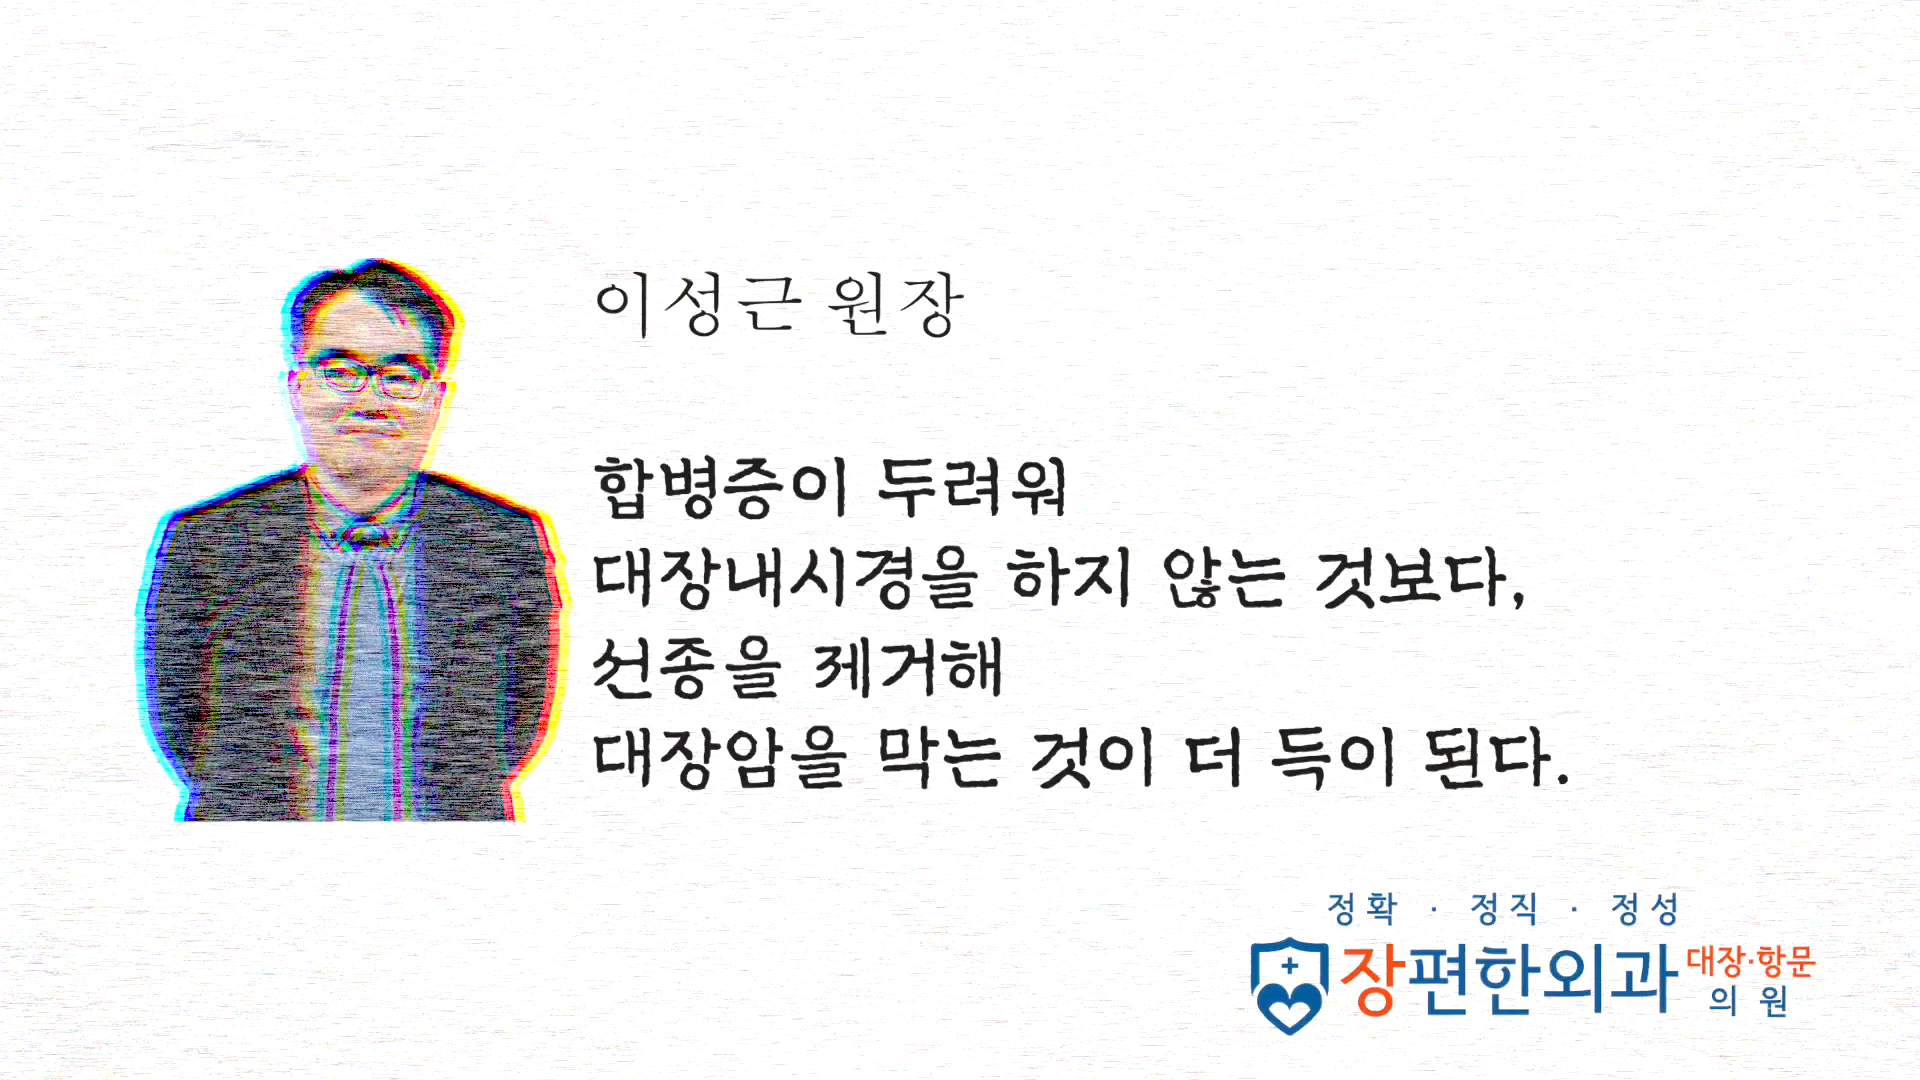 이성근 원장
합병증이 두려워
대장내시경을 하지 않는 것보다,
선종을 제거해
대장암을 막는 것이 더 득이 된다.
정확 · 정직 · 정성
장편한외과 대장·항문
의원